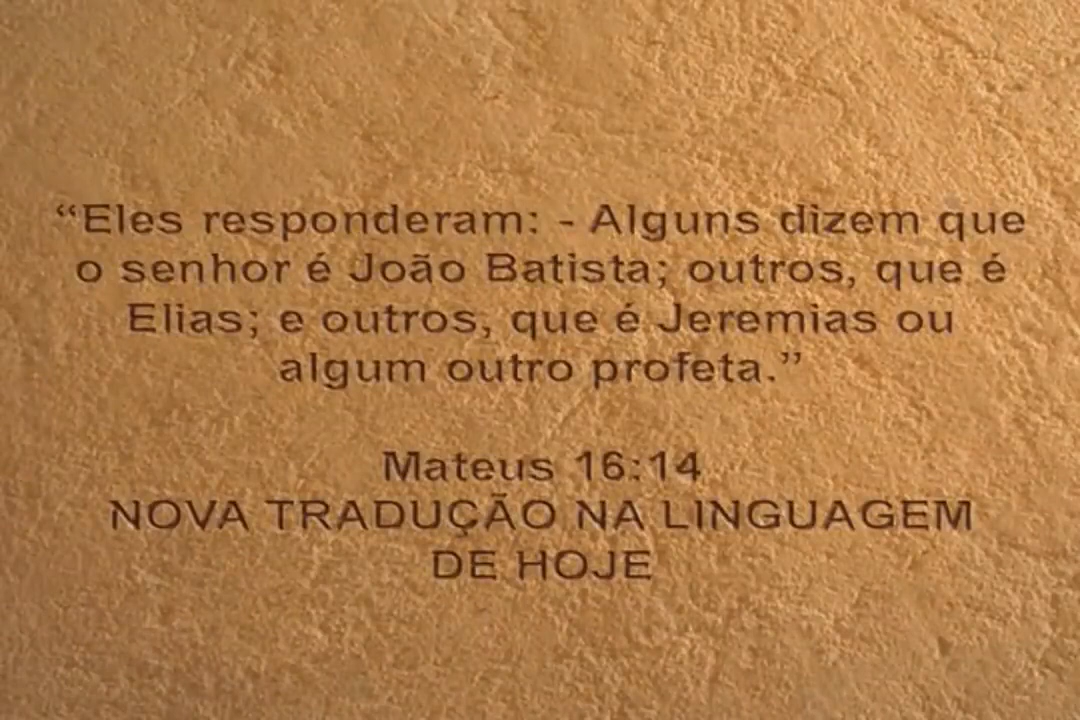 “Eles responderam: - Alguns dizem que
o senhor é João Batista; outros, que é
Elias; e outros, que é Jeremias ou
algum outro profeta.”
Mateus 16:14
NOVA TRADUÇÃO NA LINGUAGEM
DE HOJE